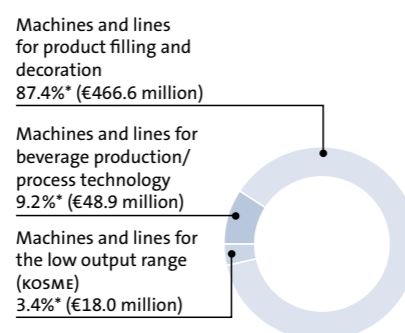 Machines and lines
for product filling and
decoration
87.4%* (€466.6 million)
Machines and lines for
beverage production/
process technology
9.2%* (€48.9 million)
Machines and lines for
the low output range
(KOSME)
3.4%* (€18.0 million)